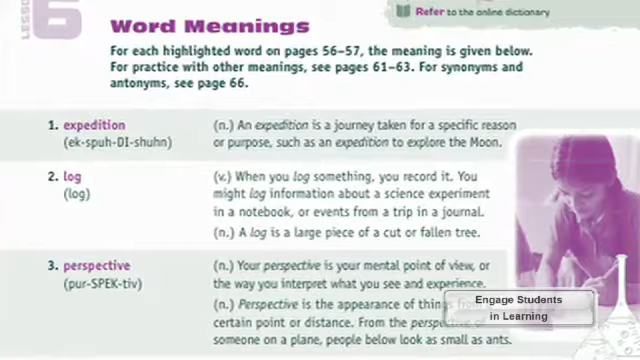 LESSON
6
Refer to the online dictionary
Word Meanings
For each highlighted word on pages 56–57, the meaning is given below.
For practice with other meanings, see pages 61–63. For synonyms and
antonyms, see page 66.
1. expedition
(ek-spuh-DI-shuhn)
(n.) An expedition is a journey taken for a specific reason
or purpose, such as an expedition to explore the Moon.
2. log
(log)
(v.) When you log something, you record it. You
might log information about a science experiment
in a notebook, or events from a trip in a journal.
(n.) A log is a large piece of a cut or fallen tree.
3. perspective
(pur-SPEK-tiv)
(n.) Your perspective is your mental point of view, or
the way you interpret what you see and experience.
(n.) Perspective is the appearance of things from a
certain point or distance. From the perspective of
someone on a plane, people below look as small as ants.
Engage Students
in Learning